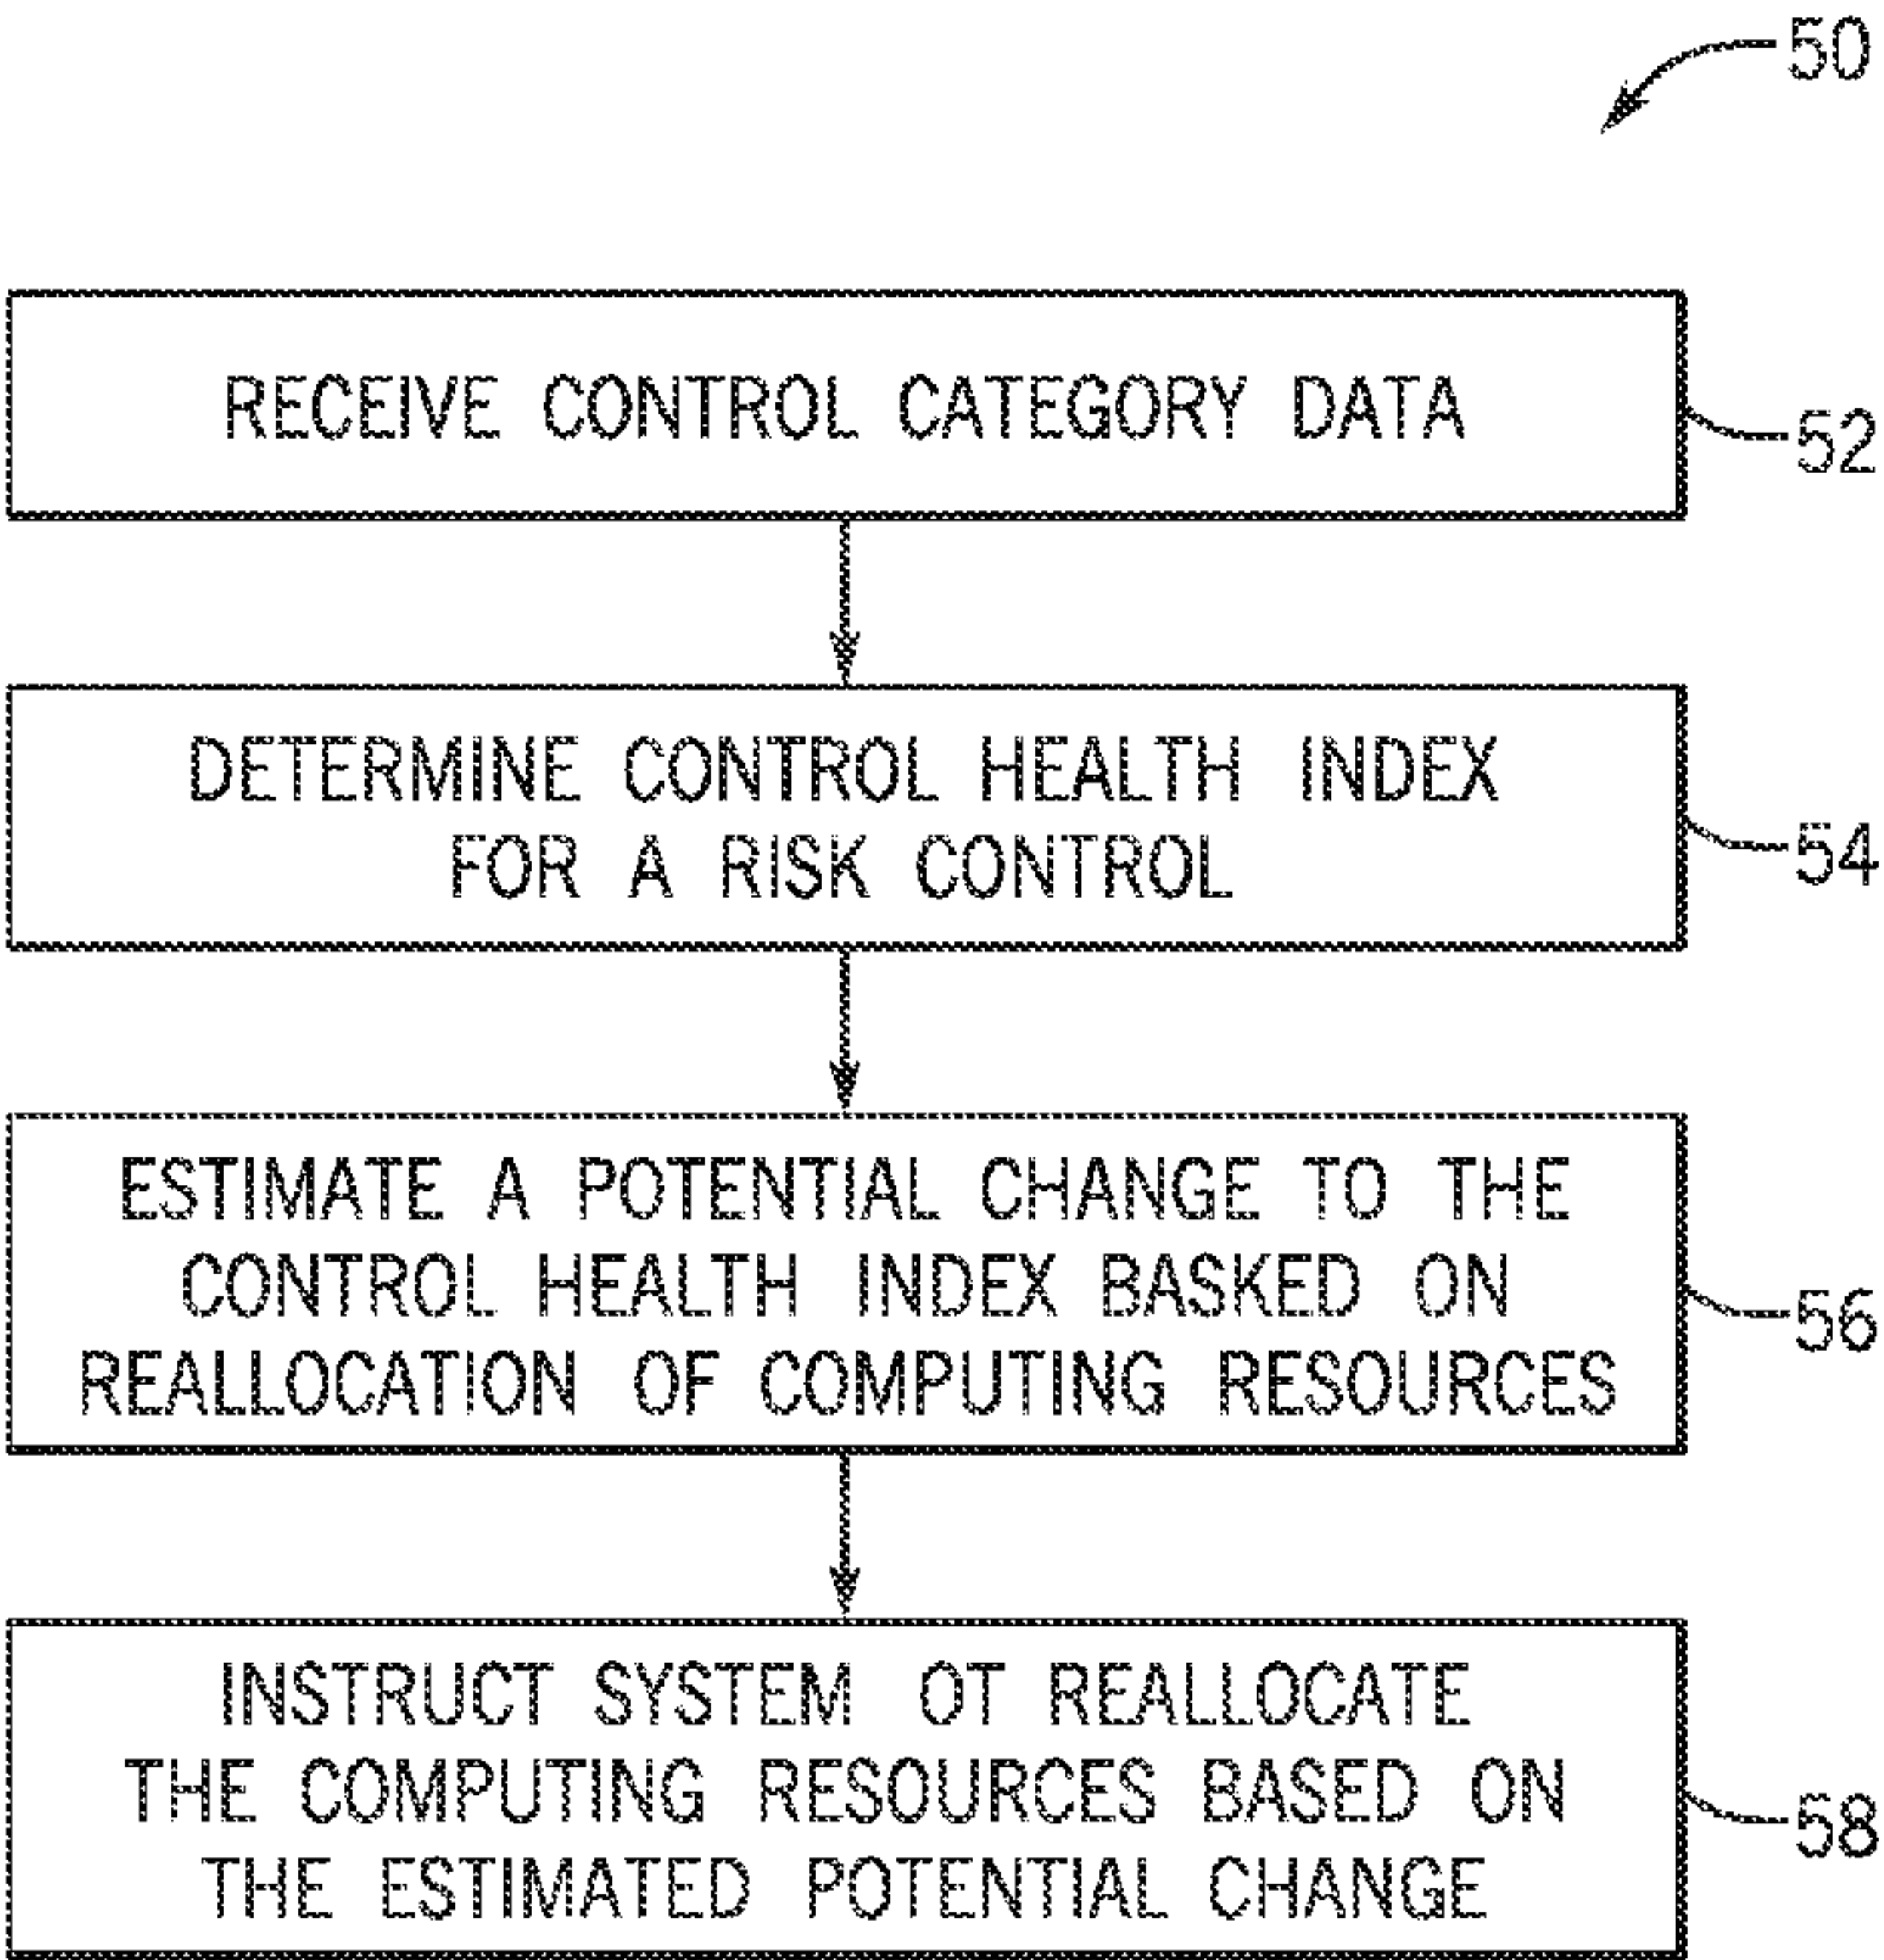 50
RECEIVE CONTROL CATEGORY DATA
52
DETERMINE CONTROL HEALTH INDEX
FOR A RISK CONTROL
54
ESTIMATE A POTENTIAL CHANGE TO THE
CONTROL HEALTH INDEX BASKED ON
REALLOCATION OF COMPUTING RESOURCES
56
INSTRUCT SYSTEM OT REALLOCATE
THE COMPUTING RESOURCES BASED ON
THE ESTIMATED POTENTIAL CHANGE
58